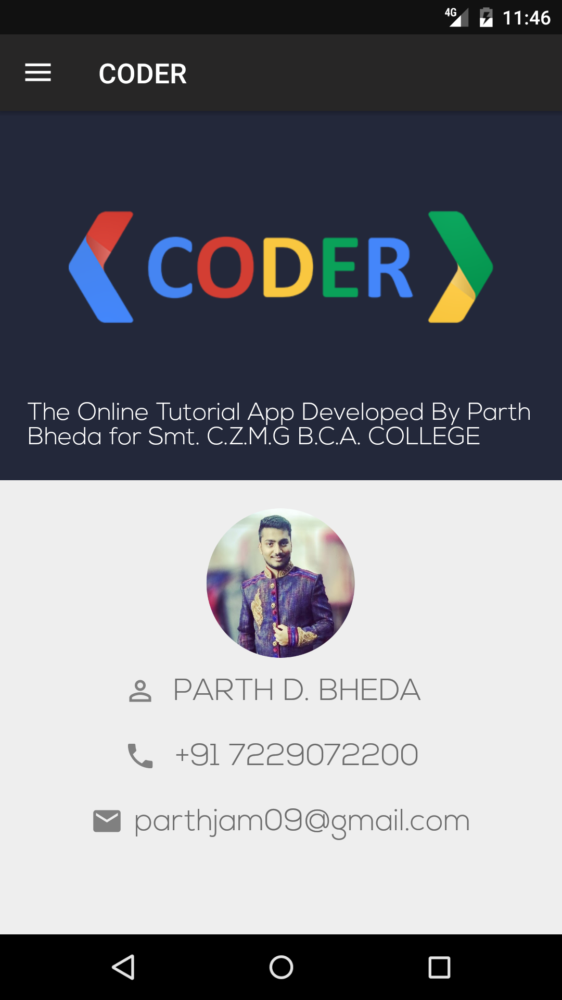 4G 11:46
CODER
CODER
The Online Tutorial App Developed By Parth
Bheda for Smt. C.Z.M.G B.C.A. COLLEGE
PARTH D. BHEDA
+91 7229072200
parthjam09@gmail.com